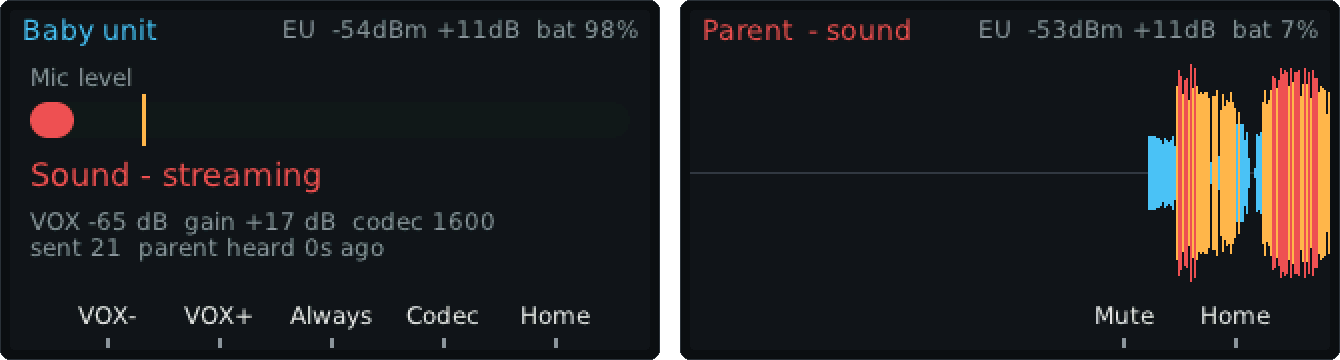 Baby unit EU -54dBm +11dB bat 98%
Mic level
Sound - streaming
VOX -65 dB gain +17 dB codec 1600
sent 21 parent heard 0s ago
VOX- VOX+ Always Codec Home
Parent - sound EU -53dBm +11dB bat 7%
Mute Home